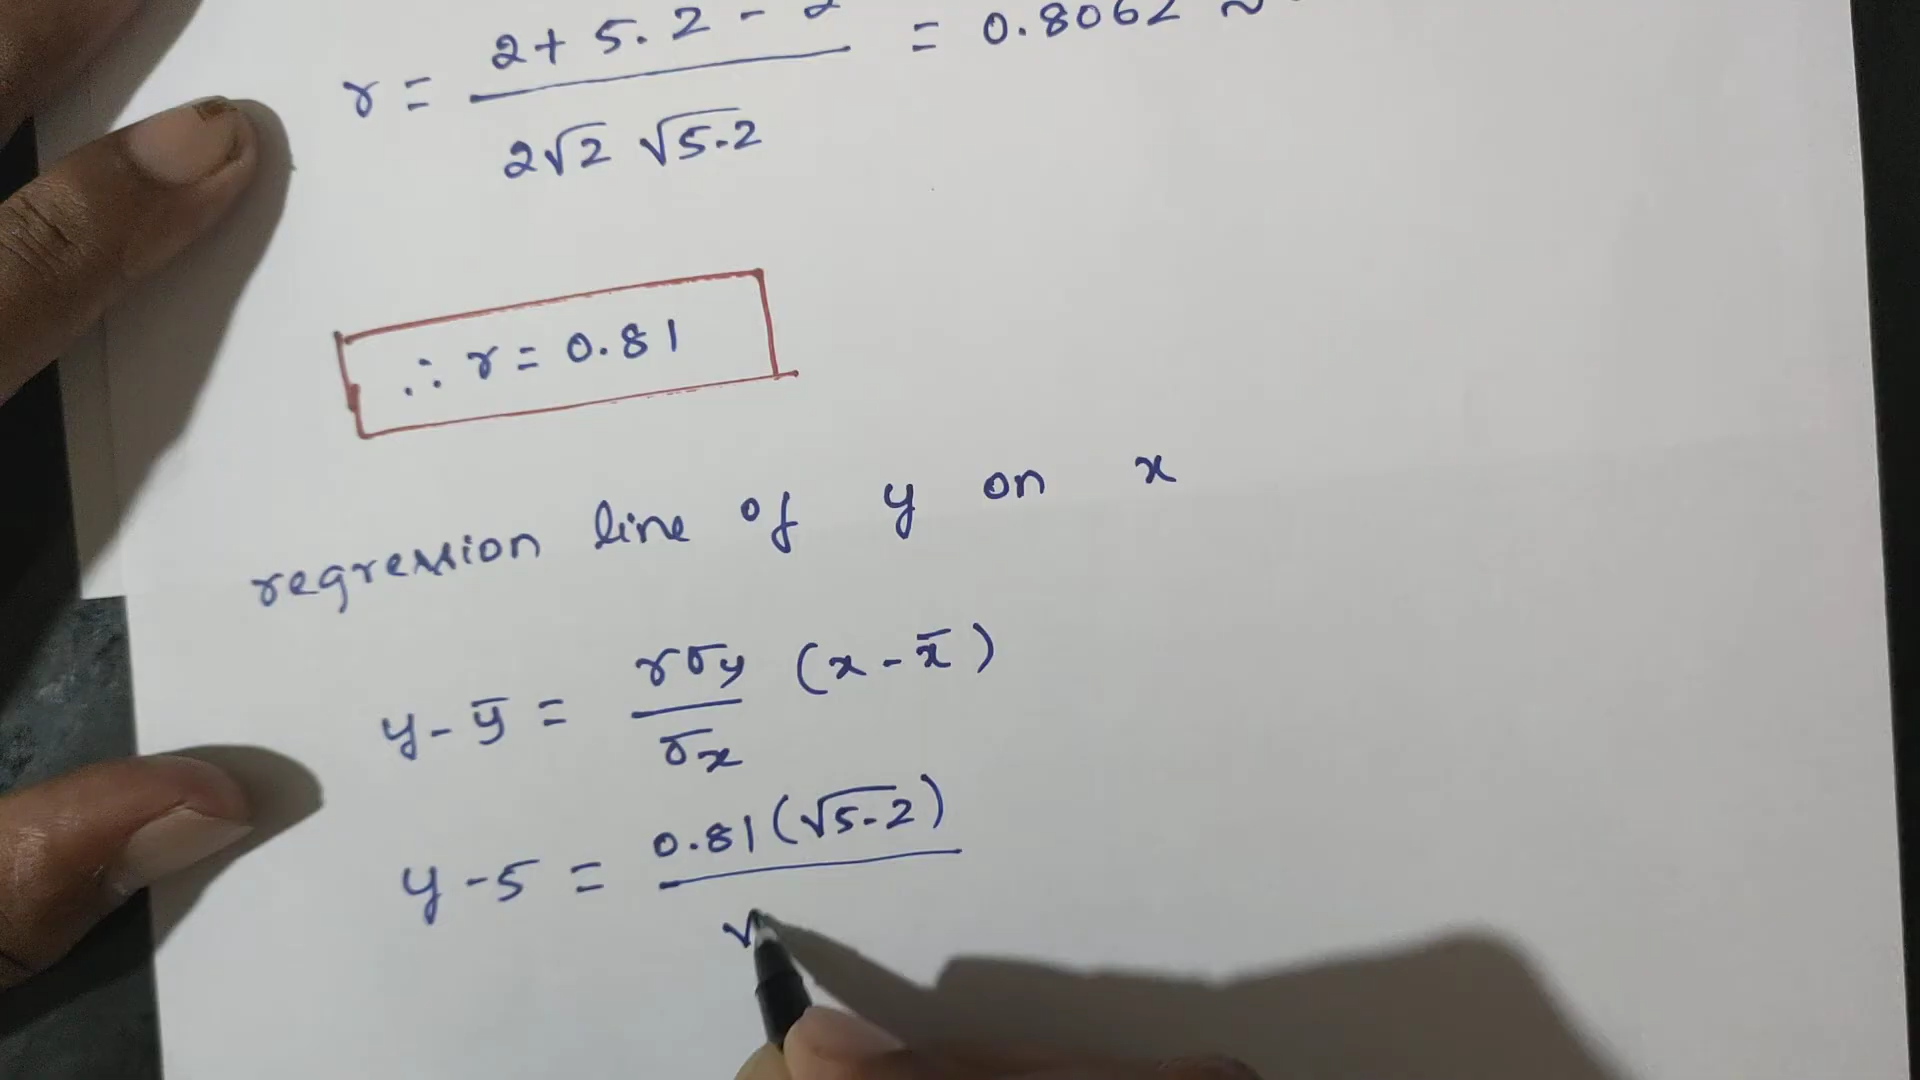 r = (2 + 5.2 - 2) / (2√2 √5.2) = 0.8062 ~
∴ r = 0.81
regression line of y on x
y - ȳ = (rσy / σx) (x - x̄)
y - 5 = 0.81 (√5.2) / √